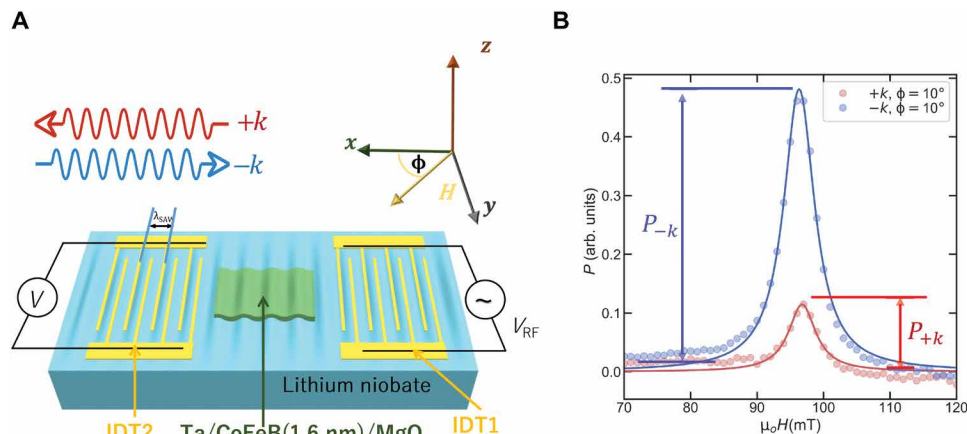 A
z
+k
−k
x
ϕ
H
y
λSAW
V
~
VRF
Lithium niobate
IDT2
Ta/CoFeB(1.6 nm)/MgO
IDT1
B
0.5
+k, ϕ = 10°
−k, ϕ = 10°
0.4
0.3
P (arb. units)
P−k
0.2
0.1
P+k
0.0
70 80 90 100 110 120
μoH(mT)